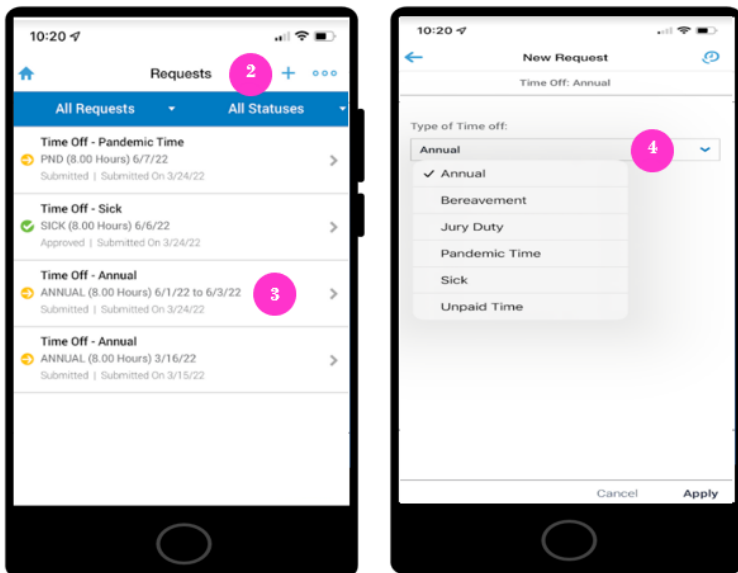 10:20
Requests
2
+
All Requests
All Statuses
Time Off - Pandemic Time
PND (8.00 Hours) 6/7/22
Submitted | Submitted On 3/24/22
Time Off - Sick
SICK (8.00 Hours) 6/6/22
Approved | Submitted On 3/24/22
Time Off - Annual
ANNUAL (8.00 Hours) 6/1/22 to 6/3/22
3
Submitted | Submitted On 3/24/22
Time Off - Annual
ANNUAL (8.00 Hours) 3/16/22
Submitted | Submitted On 3/15/22
10:20
New Request
Time Off: Annual
Type of Time off:
Annual
4
✓ Annual
Bereavement
Jury Duty
Pandemic Time
Sick
Unpaid Time
Cancel
Apply